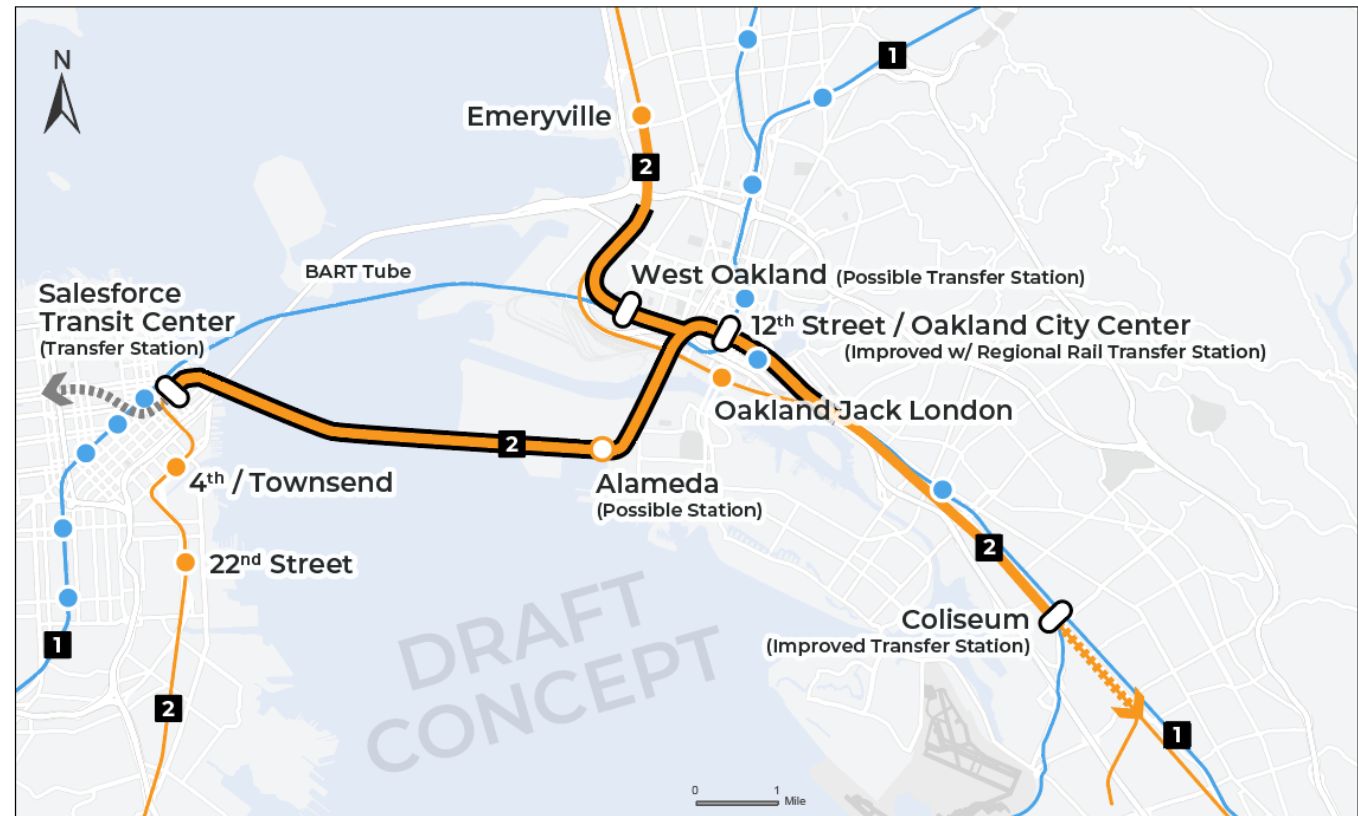 N
1
Emeryville
2
BART Tube
West Oakland (Possible Transfer Station)
Salesforce
Transit Center
(Transfer Station)
12th Street / Oakland City Center
(Improved w/ Regional Rail Transfer Station)
Oakland Jack London
2
4th / Townsend
Alameda
(Possible Station)
2
22nd Street
DRAFT
CONCEPT
Coliseum
(Improved Transfer Station)
1
2
1
0 1
Mile